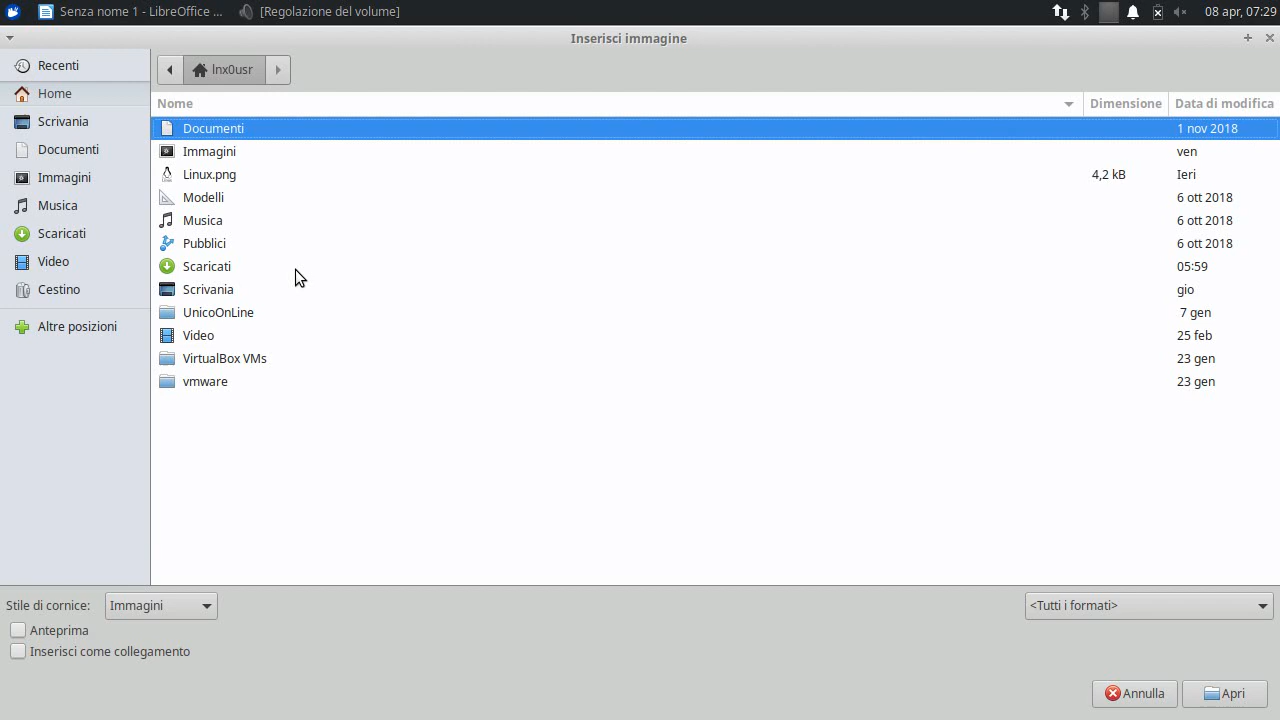 Senza nome 1 - LibreOffice ... [Regolazione del volume] 08 apr, 07:29
Inserisci immagine
Recenti
Home
Scrivania
Documenti
Immagini
Musica
Scaricati
Video
Cestino
Altre posizioni
lnx0usr
Nome Dimensione Data di modifica
Documenti 1 nov 2018
Immagini ven
Linux.png 4,2 kB Ieri
Modelli 6 ott 2018
Musica 6 ott 2018
Pubblici 6 ott 2018
Scaricati 05:59
Scrivania gio
UnicoOnLine 7 gen
Video 25 feb
VirtualBox VMs 23 gen
vmware 23 gen
Stile di cornice: Immagini <Tutti i formati>
Anteprima
Inserisci come collegamento
Annulla Apri